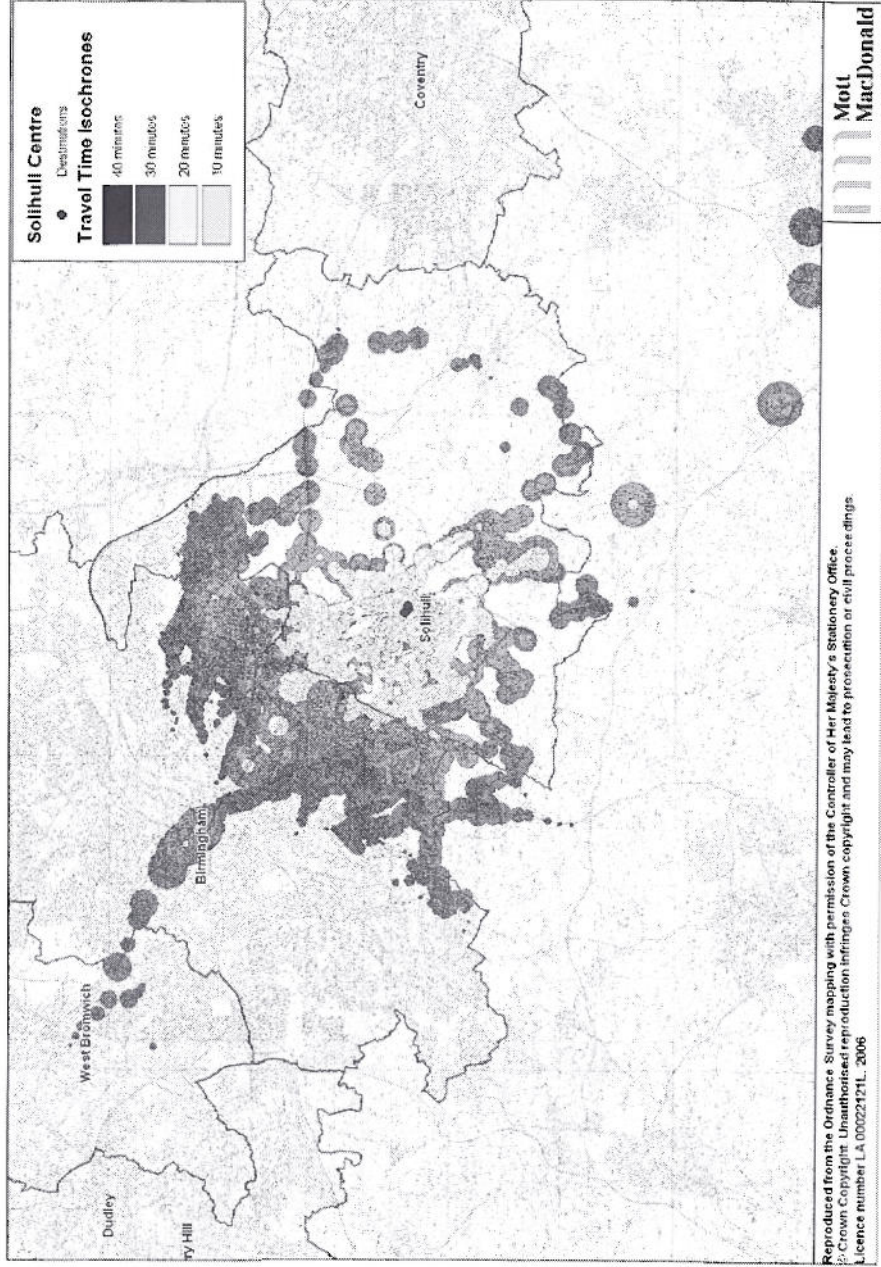 Solihull Centre
Destinations
Travel Time Isochrones
40 minutes
30 minutes
20 minutes
10 minutes
Coventry
Solihull
Birmingham
West Bromwich
Dudley
ry Hill
Reproduced from the Ordnance Survey mapping with permission of the Controller of Her Majesty's Stationery Office.
© Crown Copyright. Unauthorised reproduction infringes Crown copyright and may lead to prosecution or civil proceedings.
Licence number LA 00022121L. 2006
Mott
MacDonald